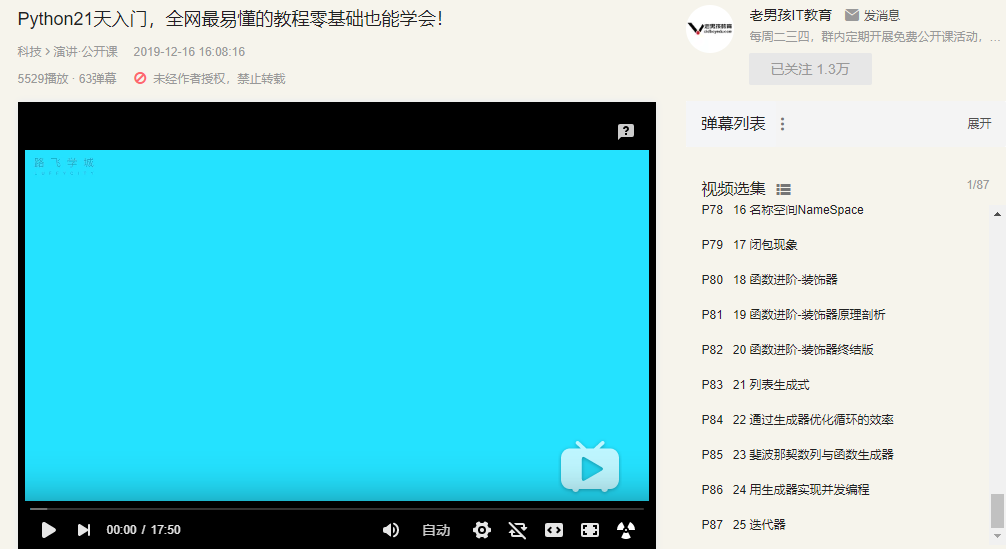 Python21天入门，全网最易懂的教程零基础也能学会！
科技 > 演讲·公开课 2019-12-16 16:08:16
5529播放 · 63弹幕 未经作者授权，禁止转载
老男孩IT教育 发消息
每周二三四，群内定期开展免费公开课活动，...
已关注 1.3万
路飞学城
自动
00:00 / 17:50
弹幕列表 展开
视频选集 1/87
P78 16 名称空间NameSpace
P79 17 闭包现象
P80 18 函数进阶-装饰器
P81 19 函数进阶-装饰器原理剖析
P82 20 函数进阶-装饰器终结版
P83 21 列表生成式
P84 22 通过生成器优化循环的效率
P85 23 斐波那契数列与函数生成器
P86 24 用生成器实现并发编程
P87 25 迭代器